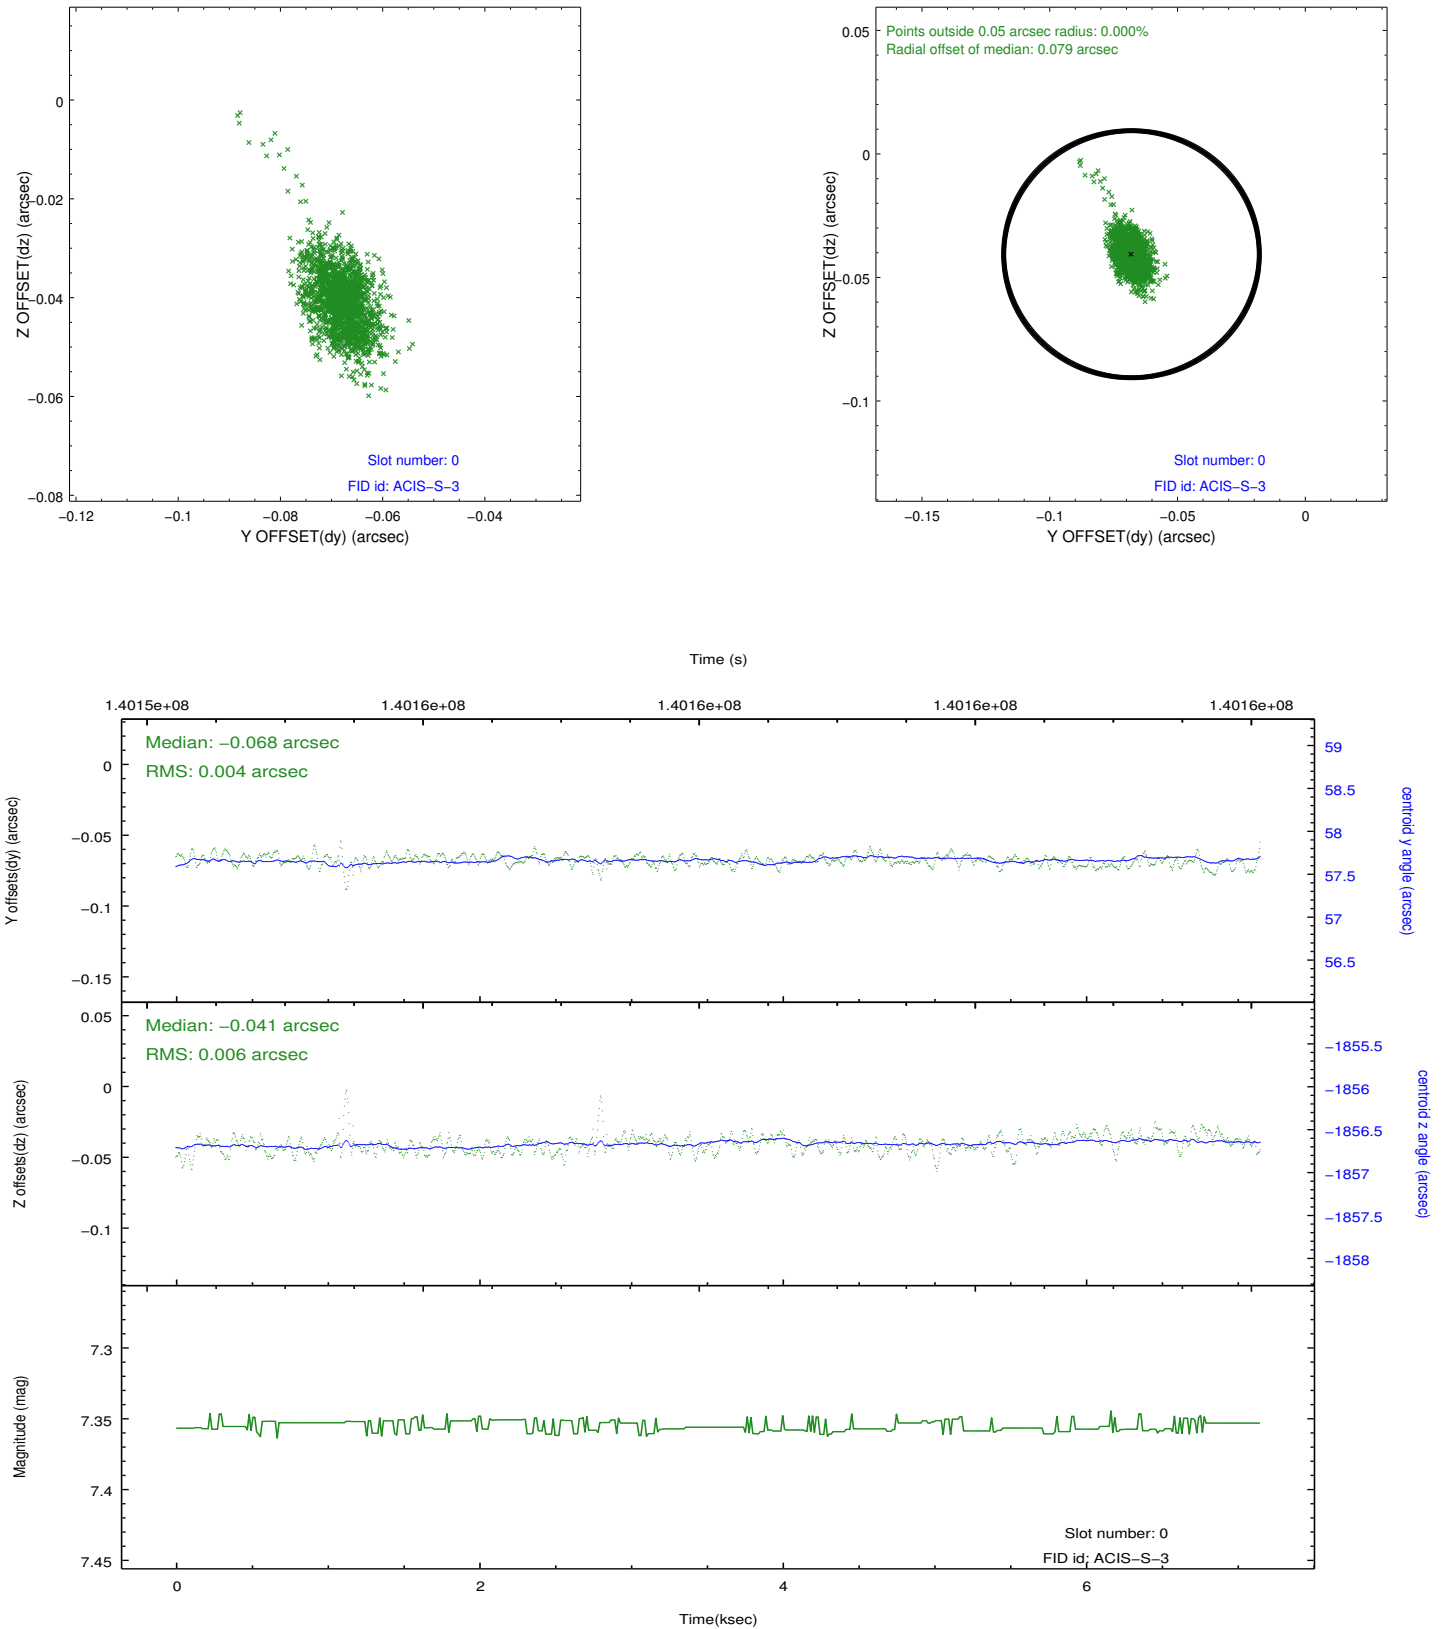 0
−0.02
−0.04
−0.06
−0.08
Z OFFSET(dz) (arcsec)
Slot number: 0
FID id: ACIS−S−3
−0.12
−0.1
−0.08
−0.06
−0.04
Y OFFSET(dy) (arcsec)
Points outside 0.05 arcsec radius: 0.000%
Radial offset of median: 0.079 arcsec
0.05
0
−0.05
−0.1
Z OFFSET(dz) (arcsec)
Slot number: 0
FID id: ACIS−S−3
−0.15
−0.1
−0.05
0
Y OFFSET(dy) (arcsec)
Time (s)
1.4015e+08
1.4016e+08
1.4016e+08
1.4016e+08
1.4016e+08
Median: −0.068 arcsec
RMS: 0.004 arcsec
0
−0.05
−0.1
−0.15
Y offsets(dy) (arcsec)
59
58.5
58
57.5
57
56.5
centroid y angle (arcsec)
Median: −0.041 arcsec
RMS: 0.006 arcsec
0.05
0
−0.05
−0.1
Z offsets(dz) (arcsec)
−1855.5
−1856
−1856.5
−1857
−1857.5
−1858
centroid z angle (arcsec)
7.3
7.35
7.4
7.45
Magnitude (mag)
Slot number: 0
FID id: ACIS−S−3
0
2
4
6
Time(ksec)